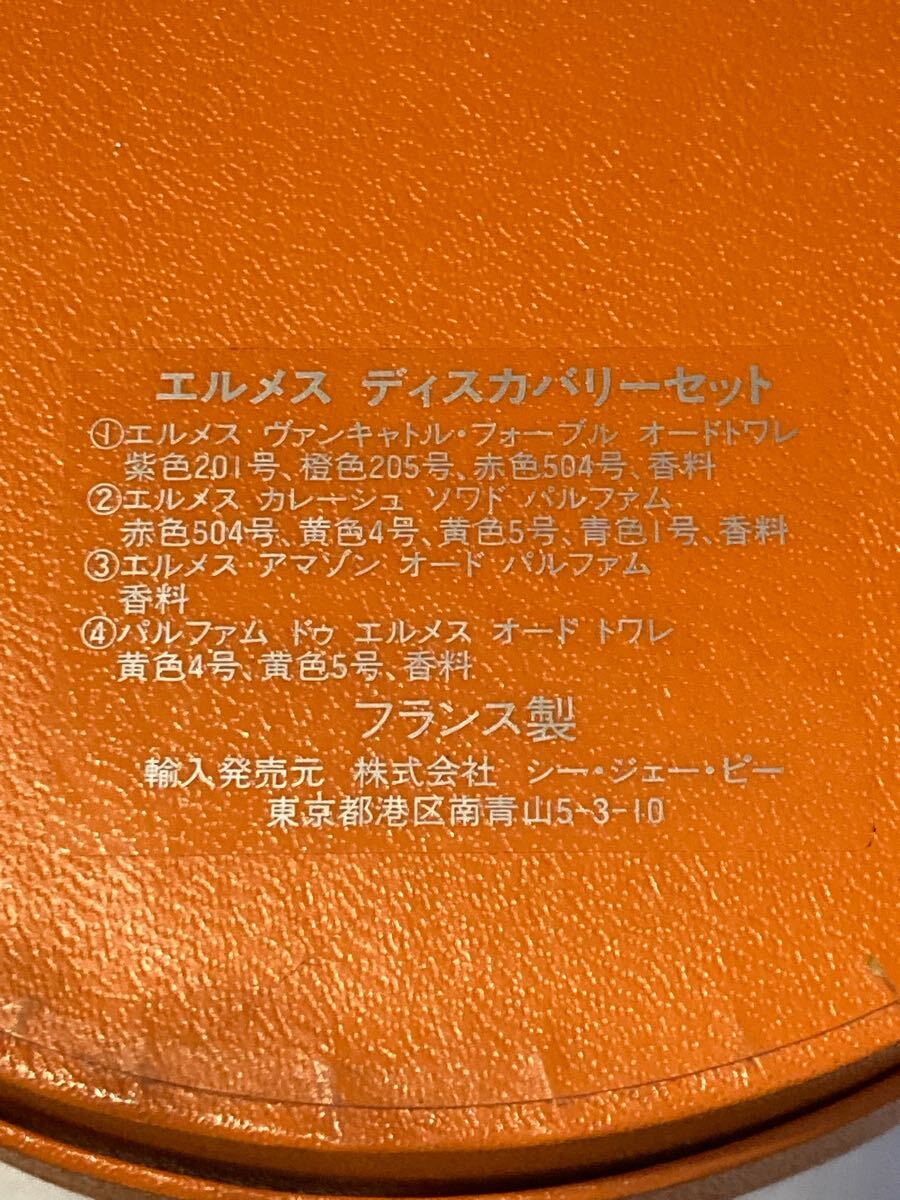 エルメス ディスカバリーセット
①エルメス ヴァンキャトル・フォーブル オードトワレ
紫色201号、橙色205号、赤色504号、香料
②エルメス カレーシュ ソワド パルファム
赤色504号、黄色4号、黄色5号、青色1号、香料
③エルメス アマゾン オード パルファム
香料
④パルファム ドゥ エルメス オード トワレ
黄色4号、黄色5号、香料
フランス製
輸入発売元 株式会社 シー・ジェー・ピー
東京都港区南青山5-3-10